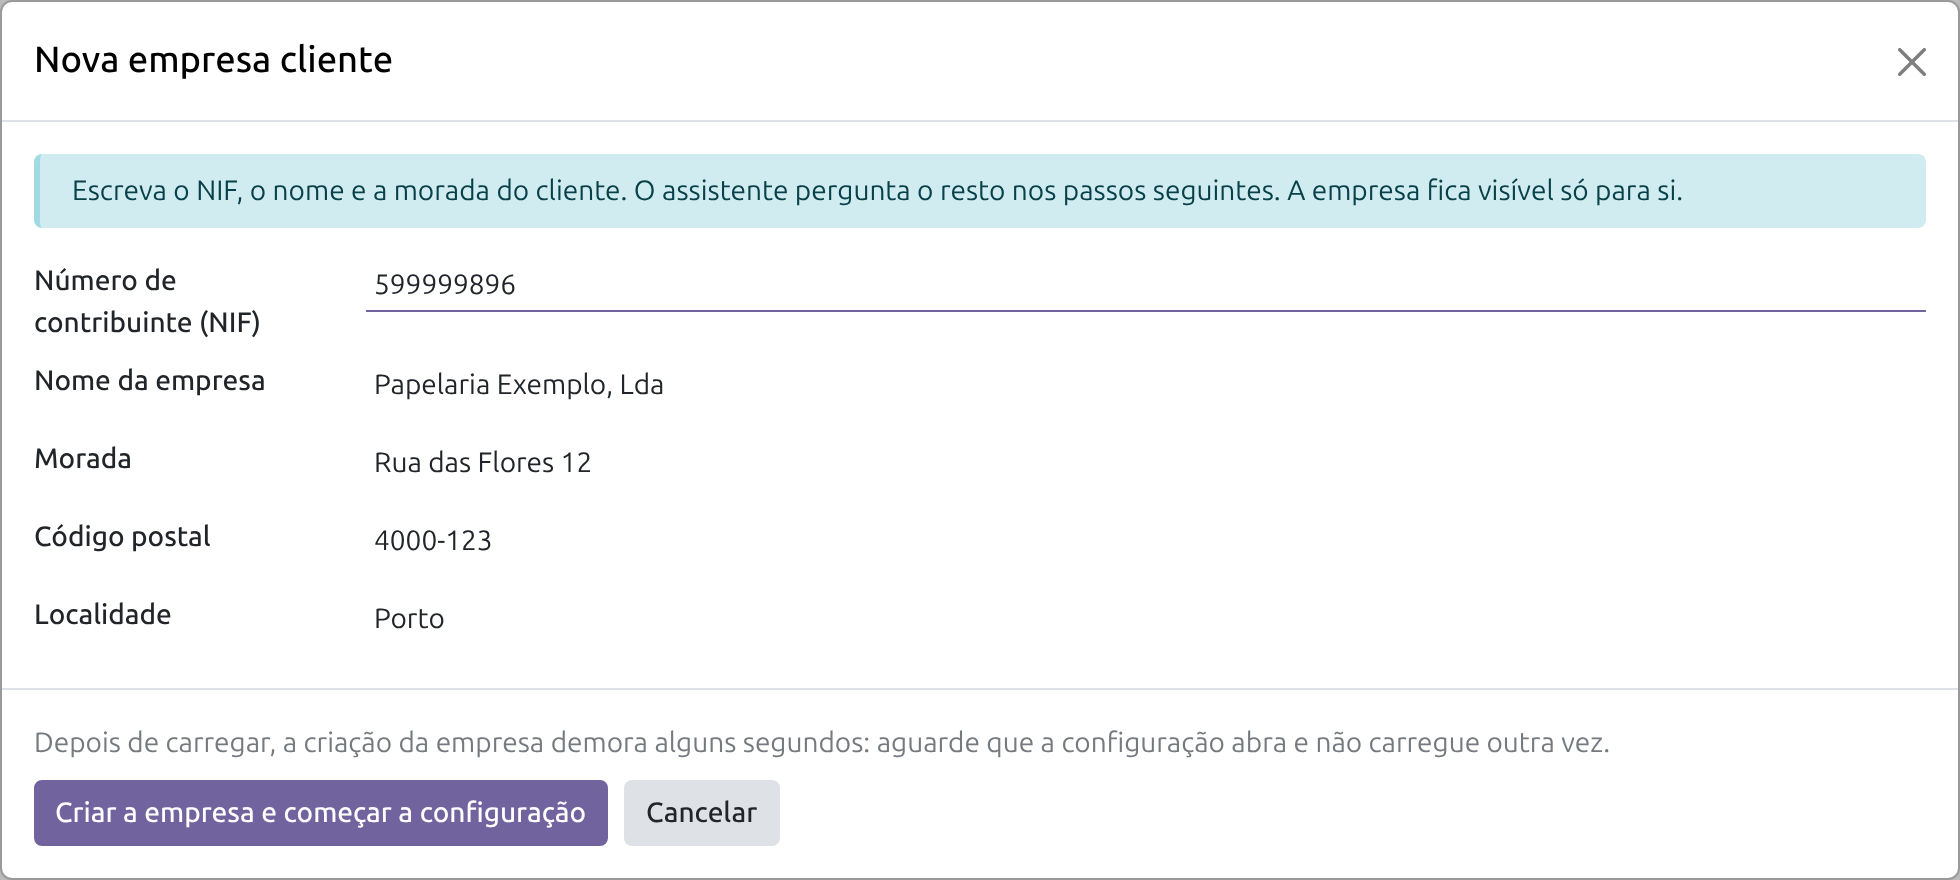 Nova empresa cliente
Escreva o NIF, o nome e a morada do cliente. O assistente pergunta o resto nos passos seguintes. A empresa fica visível só para si.
Número de
contribuinte (NIF)
599999896
Nome da empresa
Papelaria Exemplo, Lda
Morada
Rua das Flores 12
Código postal
4000-123
Localidade
Porto
Depois de carregar, a criação da empresa demora alguns segundos: aguarde que a configuração abra e não carregue outra vez.
Criar a empresa e começar a configuração
Cancelar